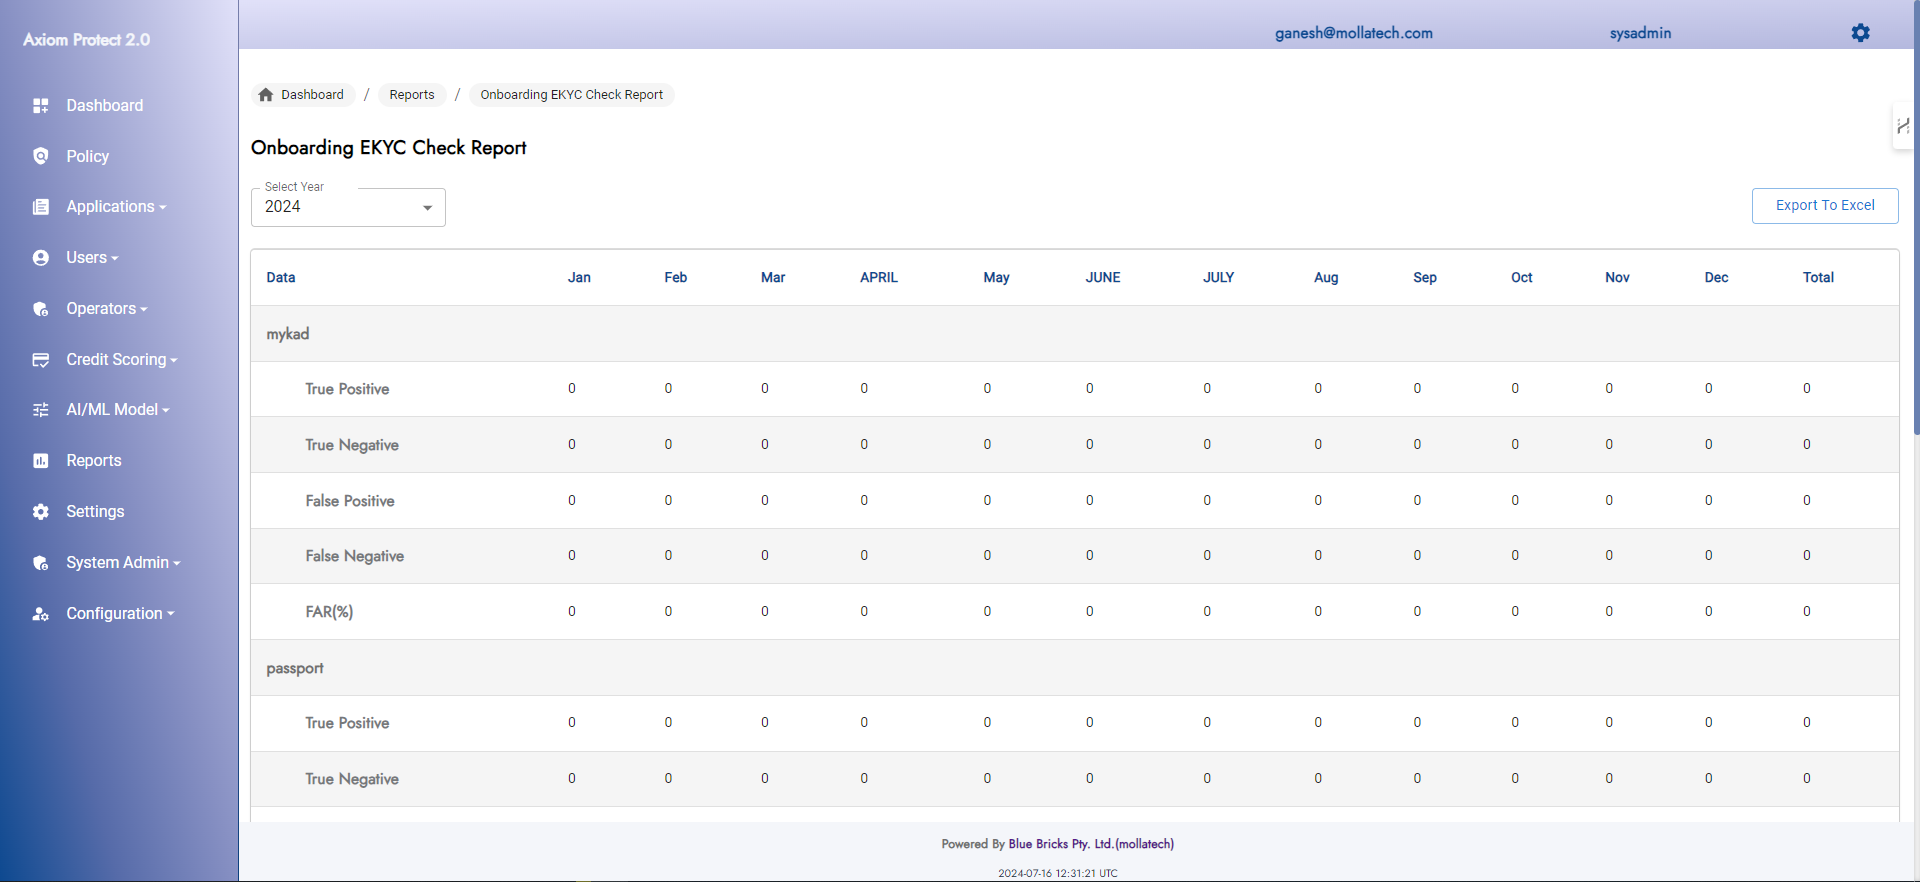 Axiom Protect 2.0
ganesh@mollatech.com sysadmin
Dashboard
Policy
Applications
Users
Operators
Credit Scoring
AI/ML Model
Reports
Settings
System Admin
Configuration
Dashboard / Reports / Onboarding EKYC Check Report
Onboarding EKYC Check Report
Select Year
2024
Export To Excel
Data Jan Feb Mar APRIL May JUNE JULY Aug Sep Oct Nov Dec Total
mykad
True Positive 0 0 0 0 0 0 0 0 0 0 0 0 0
True Negative 0 0 0 0 0 0 0 0 0 0 0 0 0
False Positive 0 0 0 0 0 0 0 0 0 0 0 0 0
False Negative 0 0 0 0 0 0 0 0 0 0 0 0 0
FAR(%) 0 0 0 0 0 0 0 0 0 0 0 0 0
passport
True Positive 0 0 0 0 0 0 0 0 0 0 0 0 0
True Negative 0 0 0 0 0 0 0 0 0 0 0 0 0
Powered By Blue Bricks Pty. Ltd.(mollatech)
2024-07-16 12:31:21 UTC